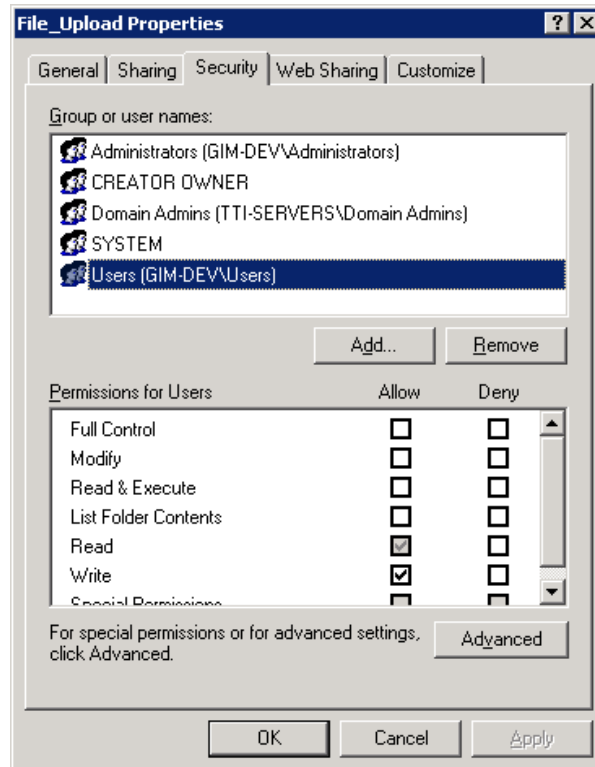 File_Upload Properties
General Sharing Security Web Sharing Customize
Group or user names:
Administrators (GIM-DEV\Administrators)
CREATOR OWNER
Domain Admins (TTI-SERVERS\Domain Admins)
SYSTEM
Users (GIM-DEV\Users)
Add... Remove
Permissions for Users Allow Deny
Full Control
Modify
Read & Execute
List Folder Contents
Read
Write
Special Permissions
For special permissions or for advanced settings, click Advanced.
Advanced
OK Cancel Apply